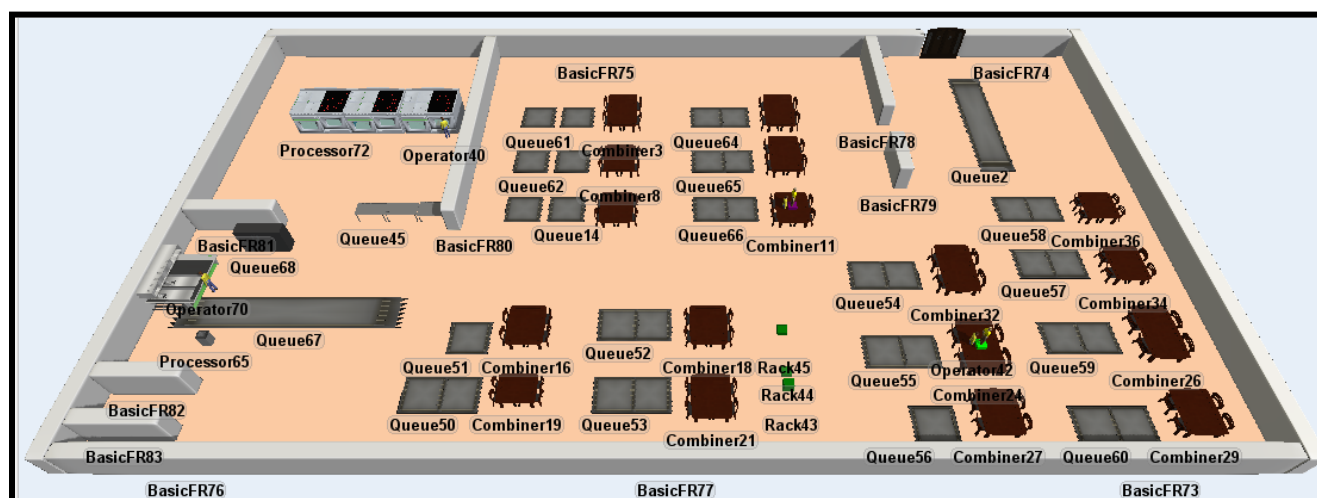 BasicFR75
BasicFR74
Queue61
Combiner3
Queue64
Processor72
Operator40
BasicFR78
Queue2
Queue62
Combiner8
Queue65
BasicFR79
BasicFR81
Queue45
BasicFR80
Queue14
Queue66
Combiner11
Queue58
Combiner36
Queue68
Queue54
Queue57
Combiner34
Operator70
Queue67
Combiner32
Processor65
Queue51
Combiner16
Queue52
Combiner18
Rack45
Queue55
Operator42
Queue59
Combiner26
Rack44
Combiner24
BasicFR82
Queue50
Combiner19
Queue53
Combiner21
Rack43
BasicFR83
Queue56
Combiner27
Queue60
Combiner29
BasicFR76
BasicFR77
BasicFR73